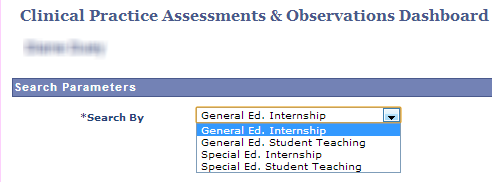 Clinical Practice Assessments & Observations Dashboard
Search Parameters
*Search By General Ed. Internship
General Ed. Internship
General Ed. Student Teaching
Special Ed. Internship
Special Ed. Student Teaching